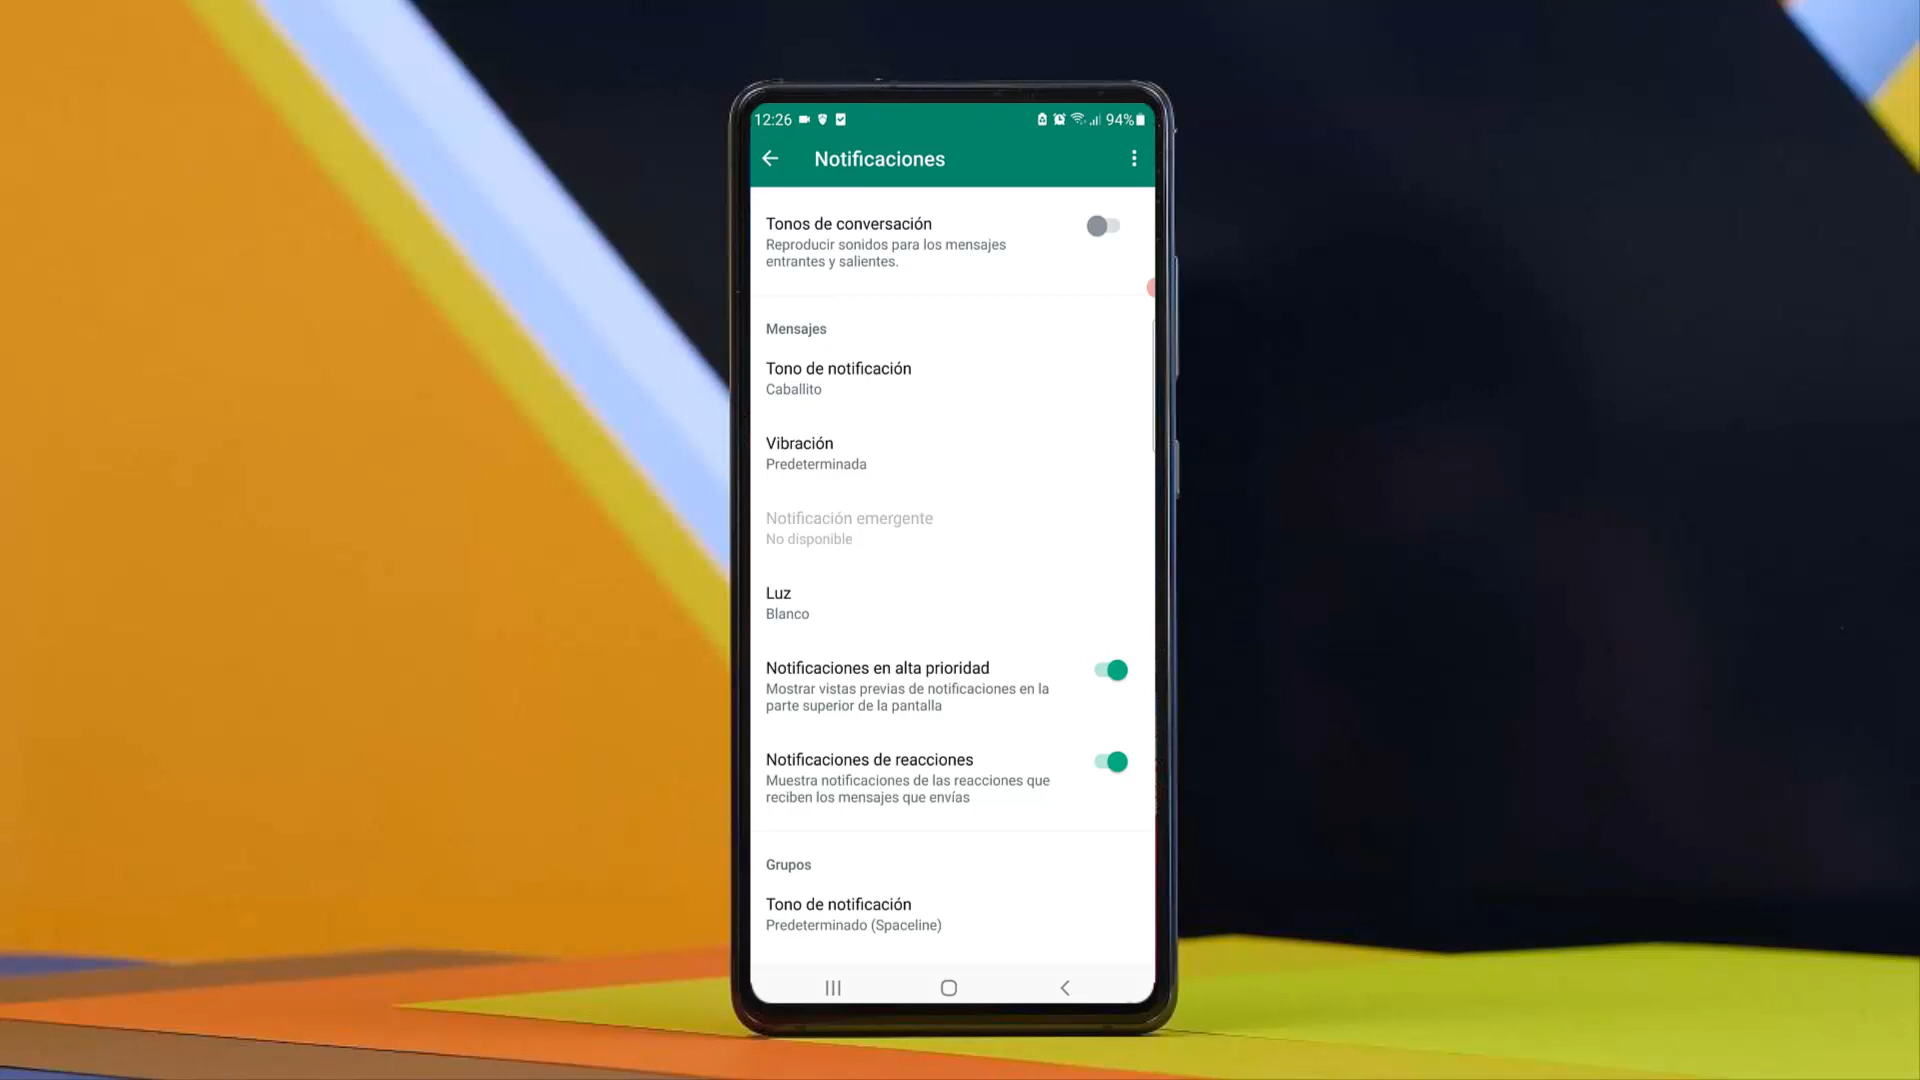 12:26 94%
Notificaciones
Tonos de conversación
Reproducir sonidos para los mensajes
entrantes y salientes.
Mensajes
Tono de notificación
Caballito
Vibración
Predeterminada
Notificación emergente
No disponible
Luz
Blanco
Notificaciones en alta prioridad
Mostrar vistas previas de notificaciones en la
parte superior de la pantalla
Notificaciones de reacciones
Muestra notificaciones de las reacciones que
reciben los mensajes que envías
Grupos
Tono de notificación
Predeterminado (Spaceline)